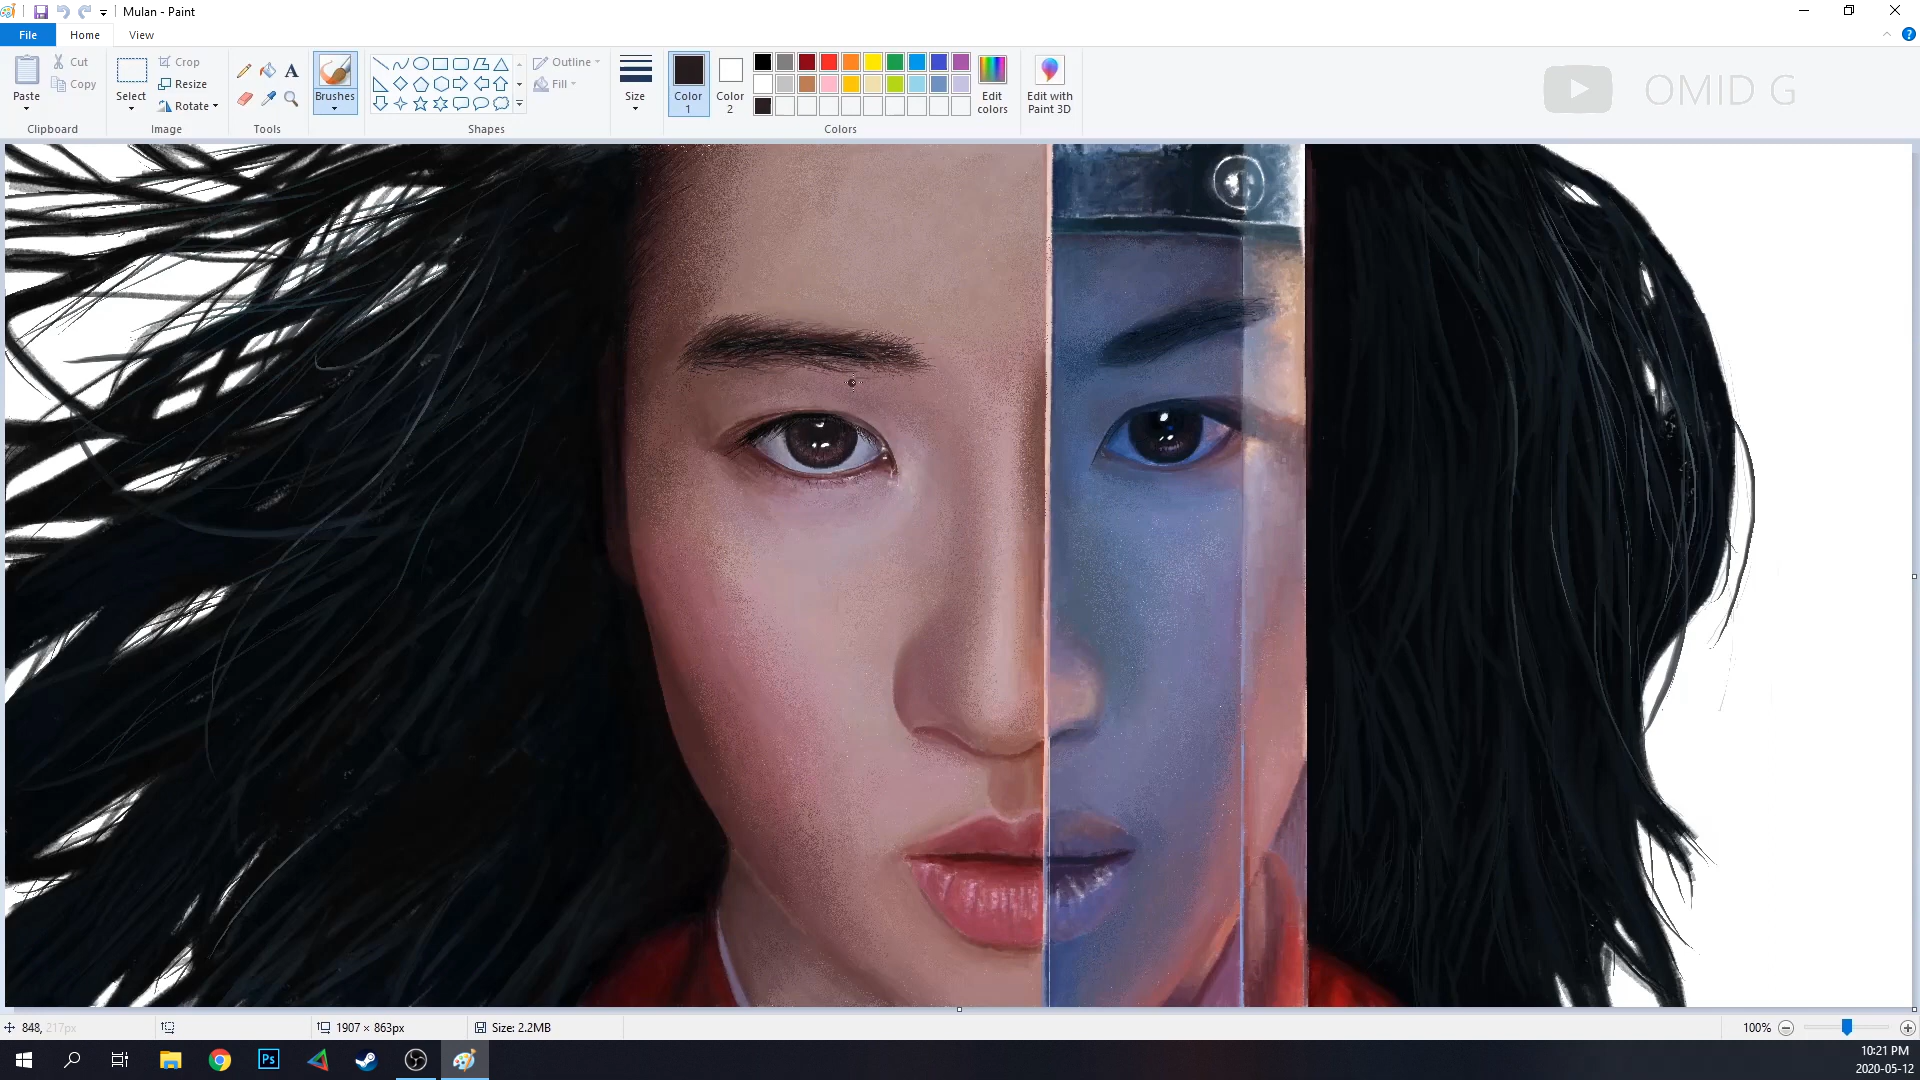 Mulan - Paint
File Home View
Paste
Cut
Copy
Clipboard
Select
Crop
Resize
Rotate
Image
A
Tools
Brushes
Shapes
Outline
Fill
Size
Color 1
Color 2
Edit colors
Colors
Edit with Paint 3D
OMID G
848, 217px
1907 × 863px
Size: 2.2MB
100%
Ps
10:21 PM
2020-05-12